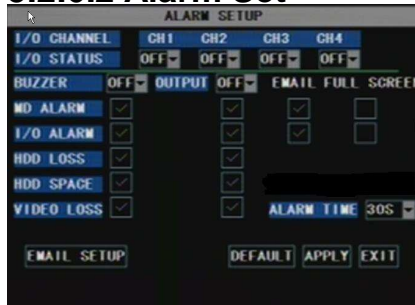 ALARM SETUP
I/O CHANNEL CH1 CH2 CH3 CH4
I/O STATUS OFF OFF OFF OFF
BUZZER OFF OUTPUT OFF EMAIL FULL SCREEN
MD ALARM
I/O ALARM
HDD LOSS
HDD SPACE
VIDEO LOSS ALARM TIME 30S
EMAIL SETUP DEFAULT APPLY EXIT